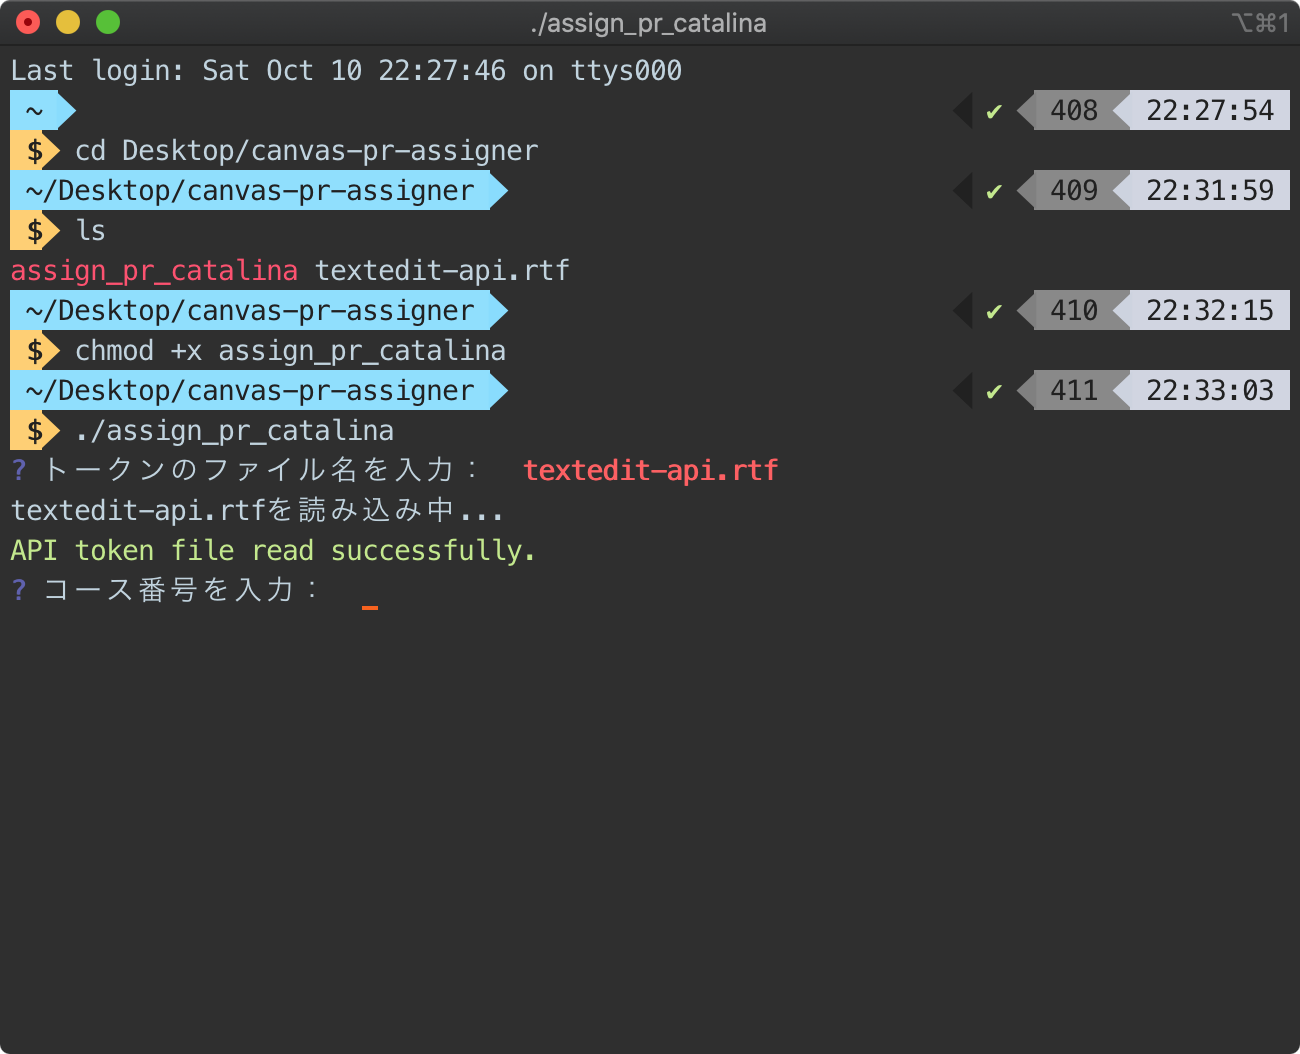 ./assign_pr_catalina ⌥⌘1
Last login: Sat Oct 10 22:27:46 on ttys000
~ ✔ 408 22:27:54
$ cd Desktop/canvas-pr-assigner
~/Desktop/canvas-pr-assigner ✔ 409 22:31:59
$ ls
assign_pr_catalina textedit-api.rtf
~/Desktop/canvas-pr-assigner ✔ 410 22:32:15
$ chmod +x assign_pr_catalina
~/Desktop/canvas-pr-assigner ✔ 411 22:33:03
$ ./assign_pr_catalina
? トークンのファイル名を入力： textedit-api.rtf
textedit-api.rtfを読み込み中...
API token file read successfully.
? コース番号を入力： _